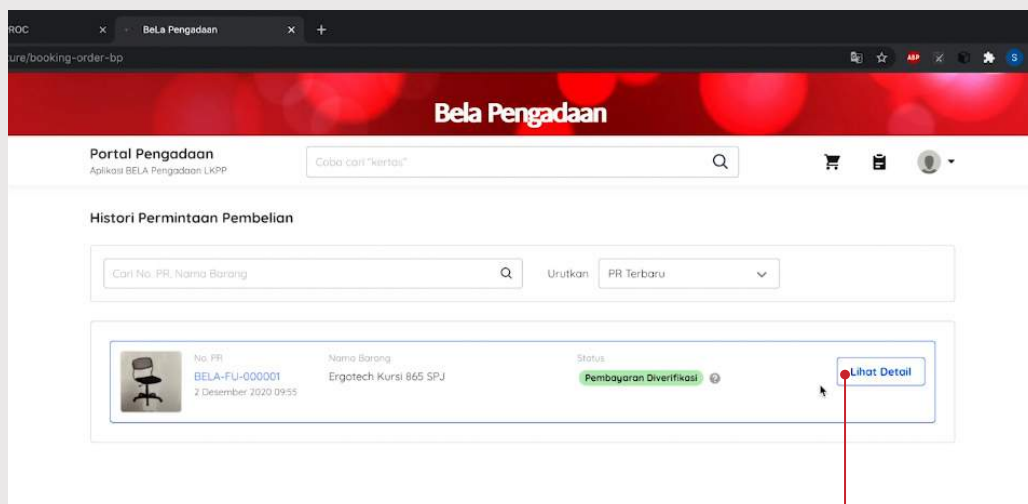 ROC
BeLa Pengadaan
ure/booking-order-bp
ABP
S
Bela Pengadaan
Portal Pengadaan
Aplikasi BELA Pengadaan LKPP
Coba cari "kertas"
Histori Permintaan Pembelian
Cari No. PR, Nama Barang
Urutkan
PR Terbaru
No. PR
Nama Barang
Status
BELA-FU-000001
Ergotech Kursi 865 SPJ
Pembayaran Diverifikasi
Lihat Detail
2 Desember 2020 09:55